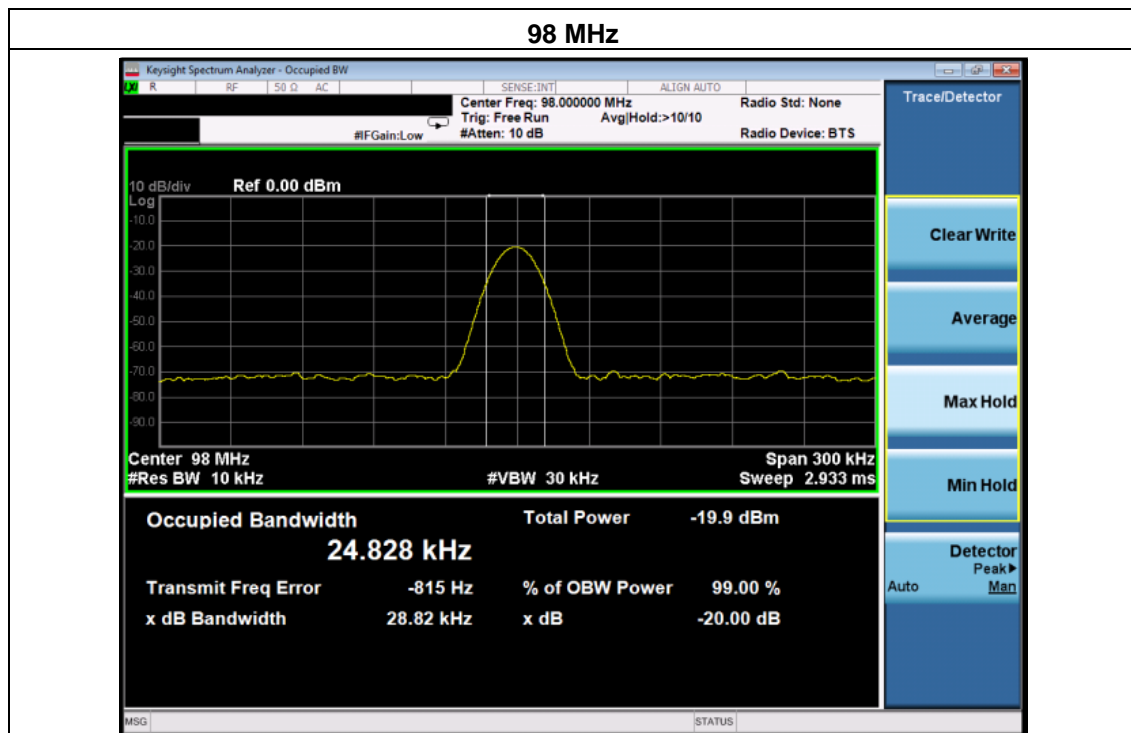 98 MHz
Keysight Spectrum Analyzer - Occupied BW
LXI R RF 50 Ω AC SENSE:INT ALIGN AUTO
Center Freq: 98.000000 MHz Radio Std: None
Trig: Free Run Avg|Hold:>10/10
#IFGain:Low #Atten: 10 dB Radio Device: BTS
10 dB/div Ref 0.00 dBm
Log
-10.0
-20.0
-30.0
-40.0
-50.0
-60.0
-70.0
-80.0
-90.0
Center 98 MHz Span 300 kHz
#Res BW 10 kHz #VBW 30 kHz Sweep 2.933 ms
Occupied Bandwidth Total Power -19.9 dBm
24.828 kHz
Transmit Freq Error -815 Hz % of OBW Power 99.00 %
x dB Bandwidth 28.82 kHz x dB -20.00 dB
MSG STATUS
Trace/Detector
Clear Write
Average
Max Hold
Min Hold
Detector
Peak▶
Auto Man